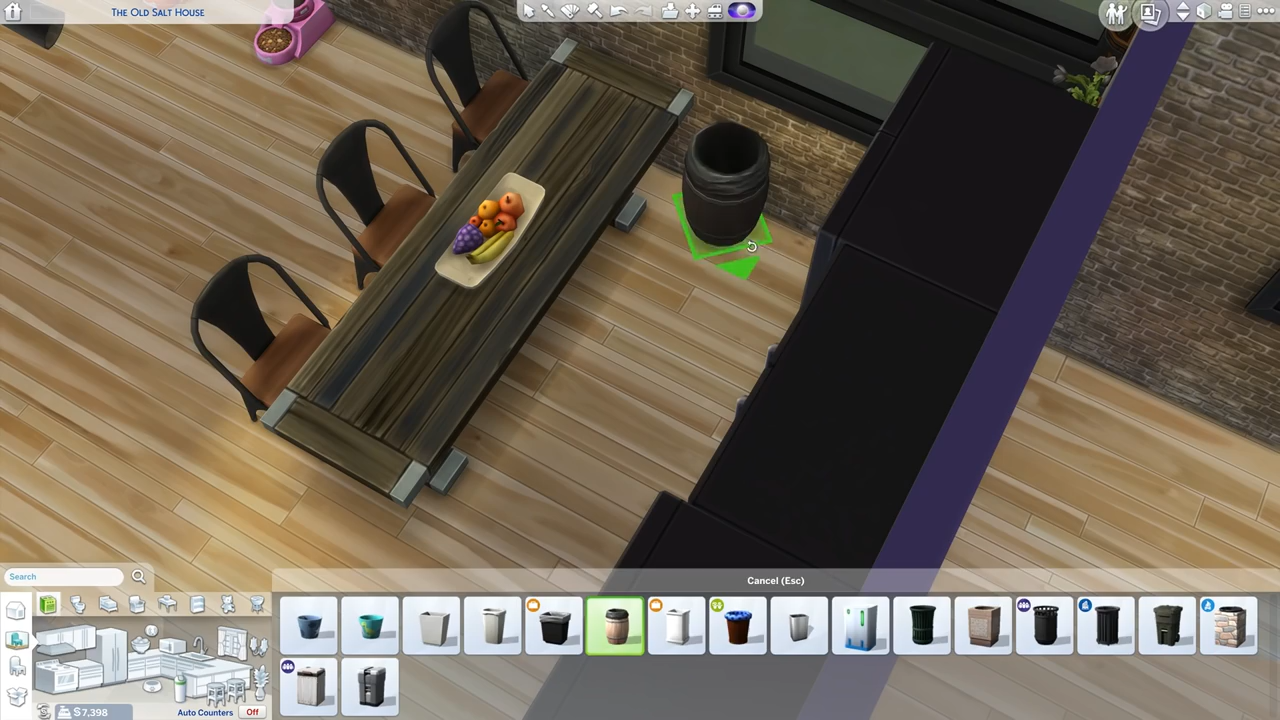 THE OLD SALT HOUSE
Cancel (Esc)
Search
$7,398
Auto Counters
Off